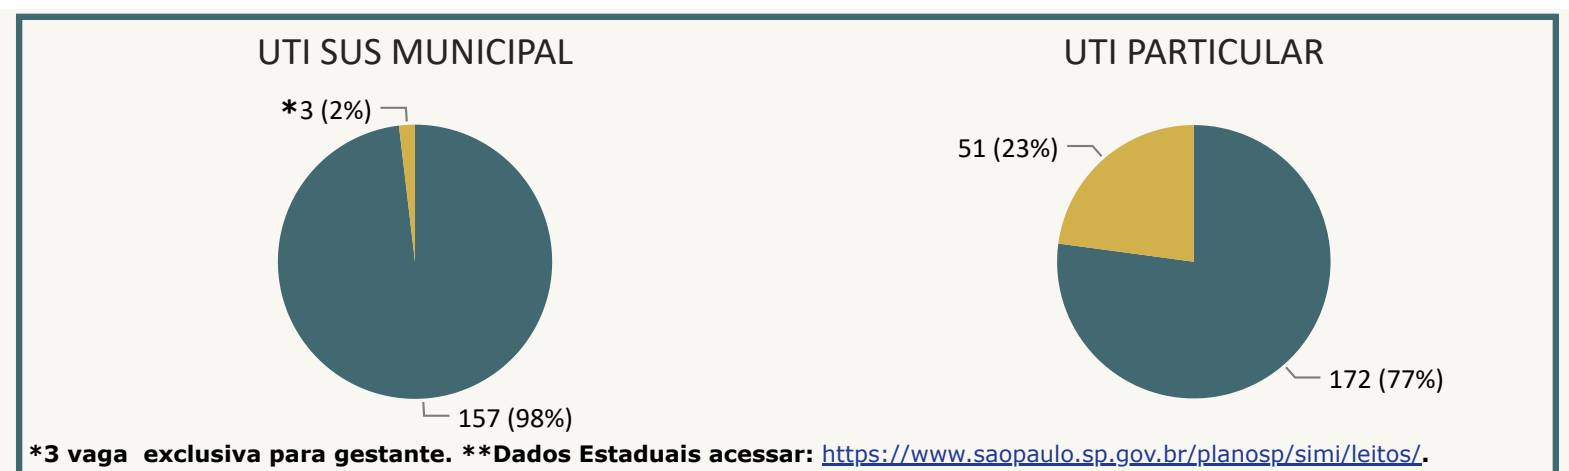 UTI SUS MUNICIPAL
*3 (2%)
157 (98%)
UTI PARTICULAR
51 (23%)
172 (77%)
*3 vaga  exclusiva para gestante. **Dados Estaduais acessar: https://www.saopaulo.sp.gov.br/planosp/simi/leitos/.